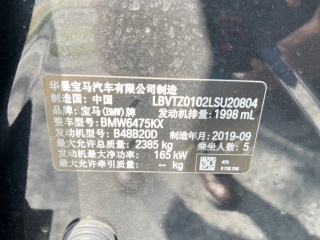 华晨宝马汽车有限公司制造
制造国：中国 LBVTZ0102LSU20804
品牌：宝马(BMW)牌 发动机排量：1998 mL
整车型号：BMW6475KX
发动机型号：B48B20D 制造年月：2019-09
最大允许总质量：2385 kg 乘坐人数：5
发动机最大净功率：165 kW
最大允许牵引质量：-- kg